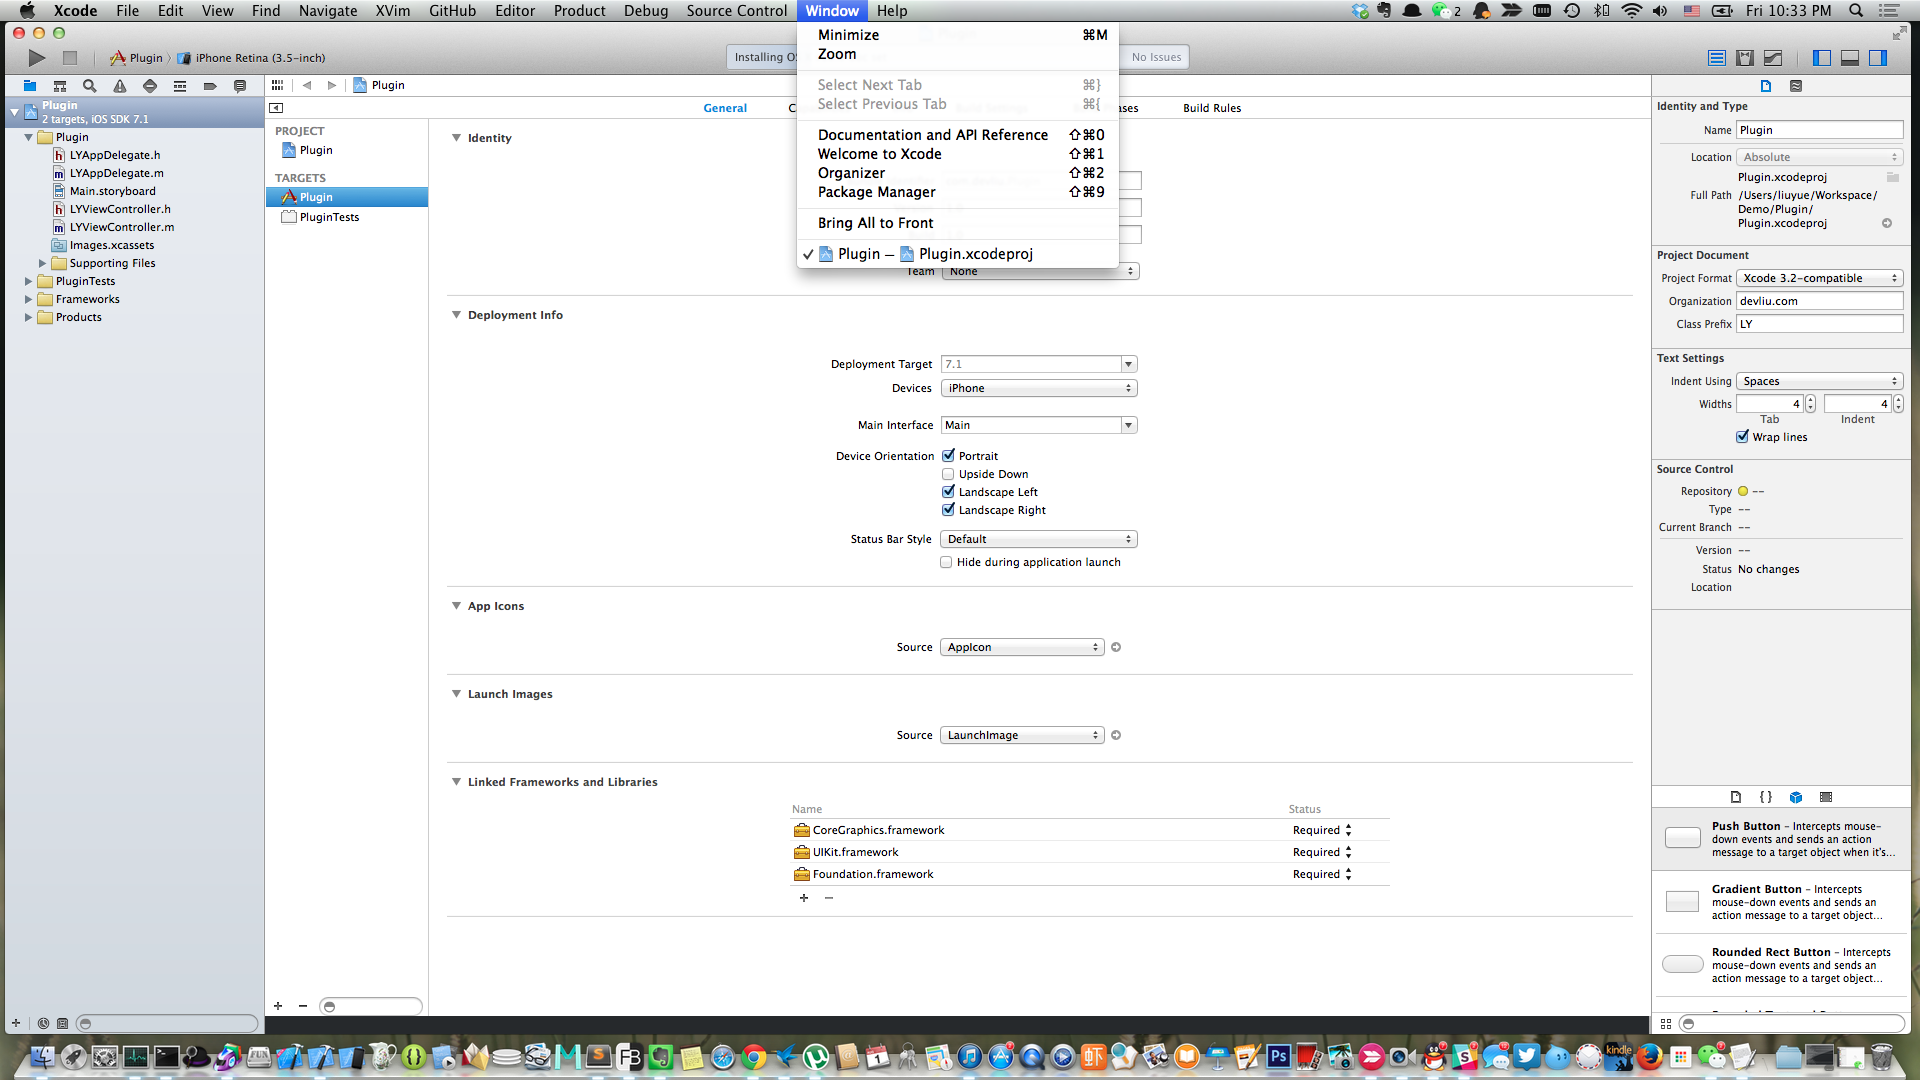 Xcode File Edit View Find Navigate XVim GitHub Editor Product Debug Source Control Window Help
2 Fri 10:33 PM
Plugin iPhone Retina (3.5-inch)
Installing
No Issues
Minimize ⌘M
Zoom
Select Next Tab ⌘}
Select Previous Tab ⌘{
Documentation and API Reference ⇧⌘0
Welcome to Xcode ⇧⌘1
Organizer ⇧⌘2
Package Manager ⇧⌘9
Bring All to Front
✓ Plugin — Plugin.xcodeproj
Plugin
2 targets, iOS SDK 7.1
Plugin
LYAppDelegate.h
LYAppDelegate.m
Main.storyboard
LYViewController.h
LYViewController.m
Images.xcassets
Supporting Files
PluginTests
Frameworks
Products
Plugin
General Build Rules
PROJECT
Plugin
TARGETS
Plugin
PluginTests
Identity
Team None
Deployment Info
Deployment Target 7.1
Devices iPhone
Main Interface Main
Device Orientation Portrait
Upside Down
Landscape Left
Landscape Right
Status Bar Style Default
Hide during application launch
App Icons
Source AppIcon
Launch Images
Source LaunchImage
Linked Frameworks and Libraries
Name Status
CoreGraphics.framework Required
UIKit.framework Required
Foundation.framework Required
Identity and Type
Name Plugin
Location Absolute
Plugin.xcodeproj
Full Path /Users/liuyue/Workspace/
Demo/Plugin/
Plugin.xcodeproj
Project Document
Project Format Xcode 3.2-compatible
Organization devliu.com
Class Prefix LY
Text Settings
Indent Using Spaces
Widths 4 4
Tab Indent
Wrap lines
Source Control
Repository --
Type --
Current Branch --
Version --
Status No changes
Location
Push Button - Intercepts mouse-
down events and sends an action
message to a target object when it's...
Gradient Button - Intercepts
mouse-down events and sends an
action message to a target object...
Rounded Rect Button - Intercepts
mouse-down events and sends an
action message to a target object...
FUN
FB
虾
Ps
kindle